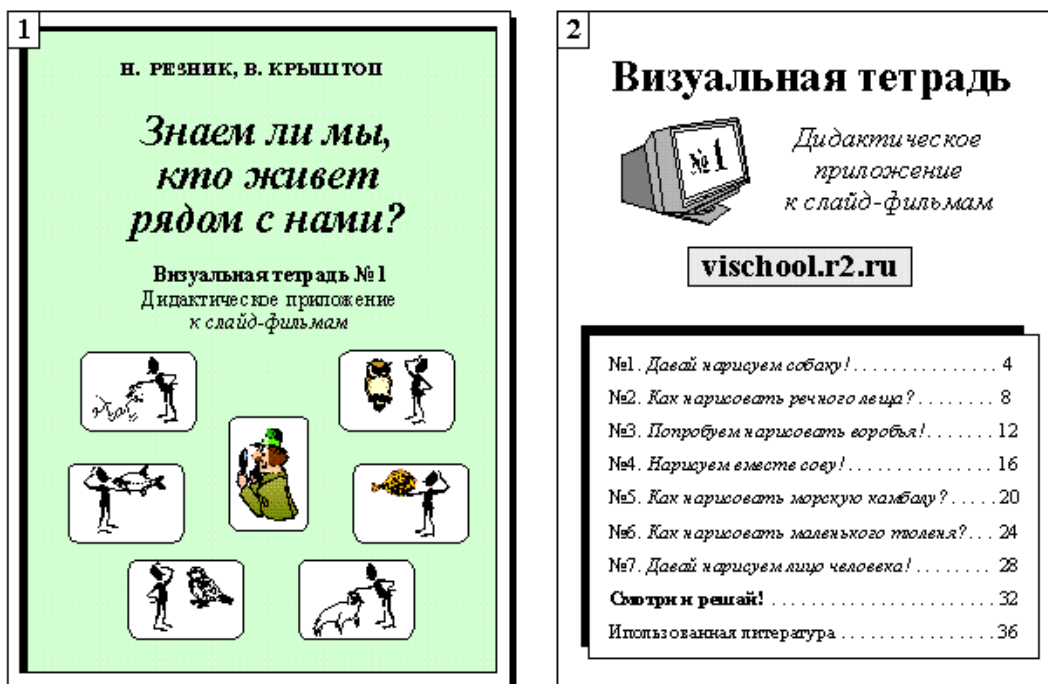 1
Н. РЕЗНИК, В. КРЫШТОП
Знаем ли мы,
кто живет
рядом с нами?
Визуальная тетрадь №1
Дидактическое приложение
к слайд-фильмам
2
Визуальная тетрадь
№1
Дидактическое
приложение
к слайд-фильмам
vischool.r2.ru
№1. Давай нарисуем собаку! . . . . . . . . . . . . . . . 4
№2. Как нарисовать речного леща? . . . . . . . . 8
№3. Попробуем нарисовать воробья! . . . . . . . 12
№4. Нарисуем вместе сову! . . . . . . . . . . . . . . . 16
№5. Как нарисовать морскую камбалу? . . . . . 20
№6. Как нарисовать маленького тюленя? . . . 24
№7. Давай нарисуем лицо человека! . . . . . . . . 28
Смотри и решай! . . . . . . . . . . . . . . . . . . . . . . 32
Ипользованная литература . . . . . . . . . . . . . . . 36